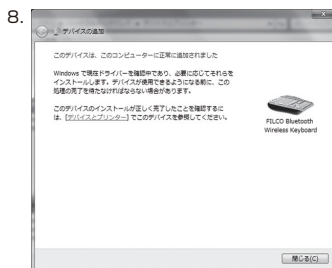 8.
デバイスの追加
このデバイスは、このコンピューターに正常に追加されました
Windows で現在ドライバーを確認中であり、必要に応じてそれらを
インストールします。デバイスが使用できるようになる前に、この
処理の完了を待たなければならない場合があります。
このデバイスのインストールが正しく完了したことを確認するに
は、[デバイスとプリンター] でこのデバイスを参照してください。
FILCO Bluetooth
Wireless Keyboard
閉じる(C)